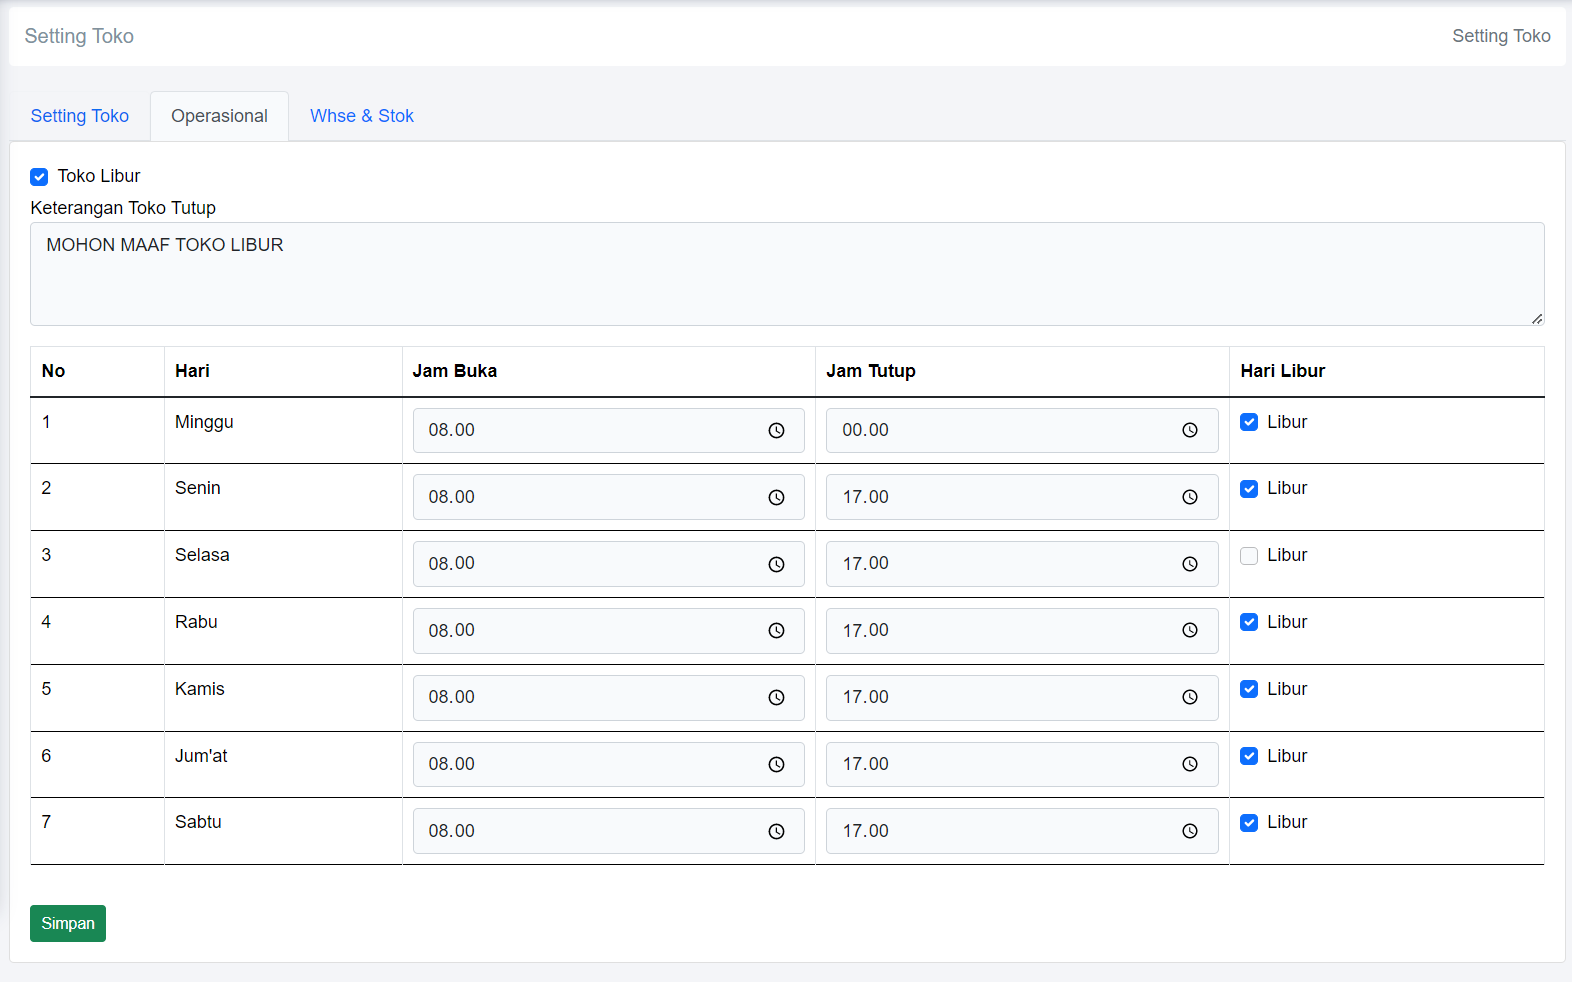 Setting Toko
Setting Toko
Setting Toko Operasional Whse & Stok
Toko Libur
Keterangan Toko Tutup
MOHON MAAF TOKO LIBUR
No Hari Jam Buka Jam Tutup Hari Libur
1 Minggu 08.00 00.00 Libur
2 Senin 08.00 17.00 Libur
3 Selasa 08.00 17.00 Libur
4 Rabu 08.00 17.00 Libur
5 Kamis 08.00 17.00 Libur
6 Jum'at 08.00 17.00 Libur
7 Sabtu 08.00 17.00 Libur
Simpan